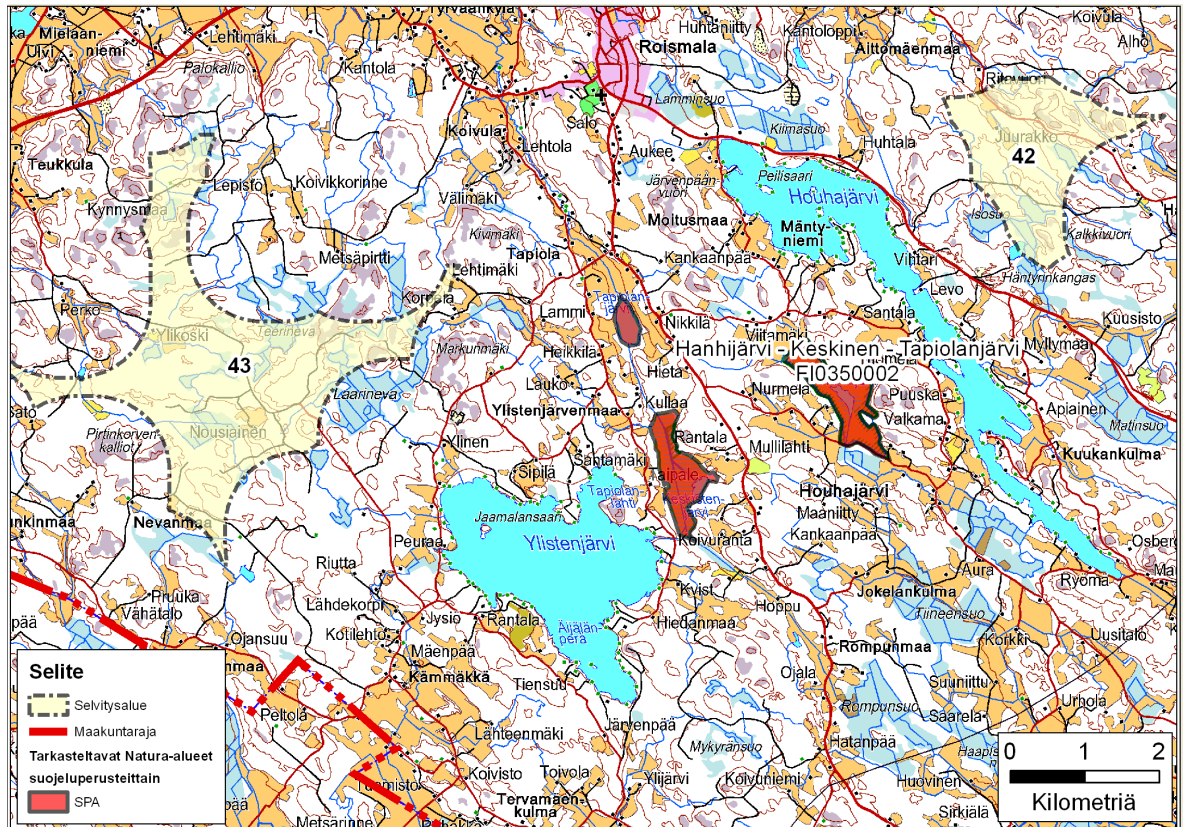 Mielään-
niemi
Ulvi
Lehtimäki
Palokallio
Kantola
Tyrvaänkylä
Roismala
Huhtaniitty
Kantoloppi
Aittomäenmaa
Koivula
Alho
Lamminsuo
Salo
Kiimasuo
Koivula
Lehtola
Aukee
Huhtala
Juurakko
42
Teukkula
Lepistö
Koivikkorinne
Järvenpään-
vuori
Peilisaari
Houhajärvi
Kynnysmaa
Välimäki
Moltusmaa
Mänty-
niemi
Isosuo
Kalkkivuori
Kivimäki
Metsäpirtti
Tapiola
Kankaanpää
Vihtari
Lehtimäki
Häntyrinkangas
Levo
Perko
Tapiolan-
järvi
Lammi
Nikkilä
Santala
Kuusisto
Ylikoski
Teerineva
Markunmäki
Viitamäki
Myllymaa
Heikkilä
Hanhijärvi - Keskinen - Tapiolanjärvi
FI0350002
43
Hieta
Nurmela
Puuska
Laarineva
Lauko
Kullaa
Ylistenjärvenmaa
Valkama
Apiainen
Matinsuo
Nousiainen
Pirtinkorven-
kalliot
Ylinen
Rantala
Mullilahti
Kuukankulma
Santamäki
Sipilä
Taipale
Houhajärvi
Tapiolan-
lahti
Jaamalansaari
Maaniitty
Nevanmaa
Kankaanpää
Peuraa
Ylistenjärvi
Koivuranta
Riutta
Aura
Ryömä
Pruuka
Vähätalo
Lähdekorpi
Kvist
Hoppu
Jokelankulma
Jysiö
Rantala
Hiedanmaa
Tiineensuo
Ojansuu
Kotilehto
Äijälän-
perä
Korkki
Uusitalo
Mäenpää
Rompunmaa
Kämmäkkä
Tiensuu
Ojala
Suuniittu
Peltola
Rompunsuo
Urhola
Järvenpää
Saarela
Lähteenmäki
Mykyränsuo
Hatanpää
Koivisto
Toivola
Ylijärvi
Koivuniemi
Huovinen
Tervamäen-
kulma
Sirkiälä
Metsärinne
Selite
Selvitysalue
Maakuntaraja
Tarkasteltavat Natura-alueet
suojeluperusteittain
SPA
0 1 2
Kilometriä